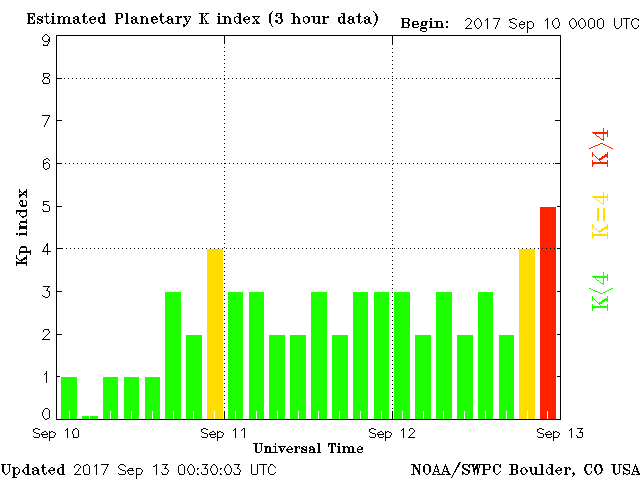 Estimated Planetary K index (3 hour data)
Begin: 2017 Sep 10 0000 UTC
9
8
7
6
5
4
3
2
1
0
Kp index
K>4
K=4
K<4
Sep 10
Sep 11
Sep 12
Sep 13
Universal Time
Updated 2017 Sep 13 00:30:03 UTC
NOAA/SWPC Boulder, CO USA